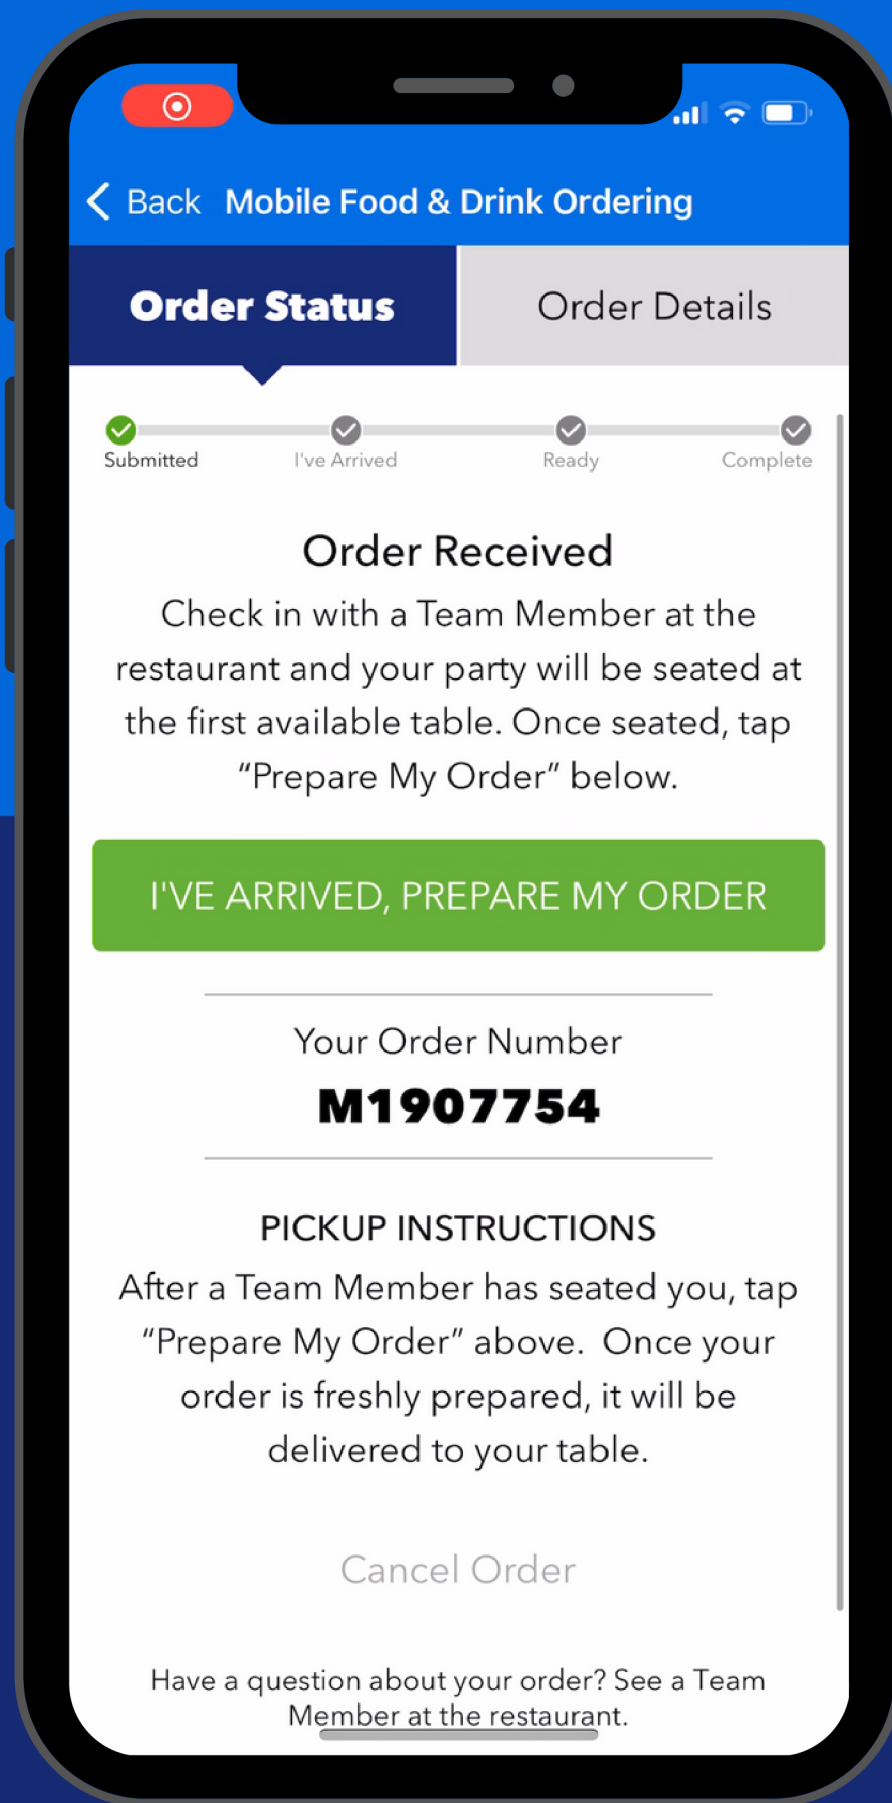 Back Mobile Food & Drink Ordering
Order Status Order Details
Submitted I've Arrived Ready Complete
Order Received
Check in with a Team Member at the
restaurant and your party will be seated at
the first available table. Once seated, tap
“Prepare My Order” below.
I'VE ARRIVED, PREPARE MY ORDER
Your Order Number
M1907754
PICKUP INSTRUCTIONS
After a Team Member has seated you, tap
“Prepare My Order” above.  Once your
order is freshly prepared, it will be
delivered to your table.
Cancel Order
Have a question about your order? See a Team
Member at the restaurant.